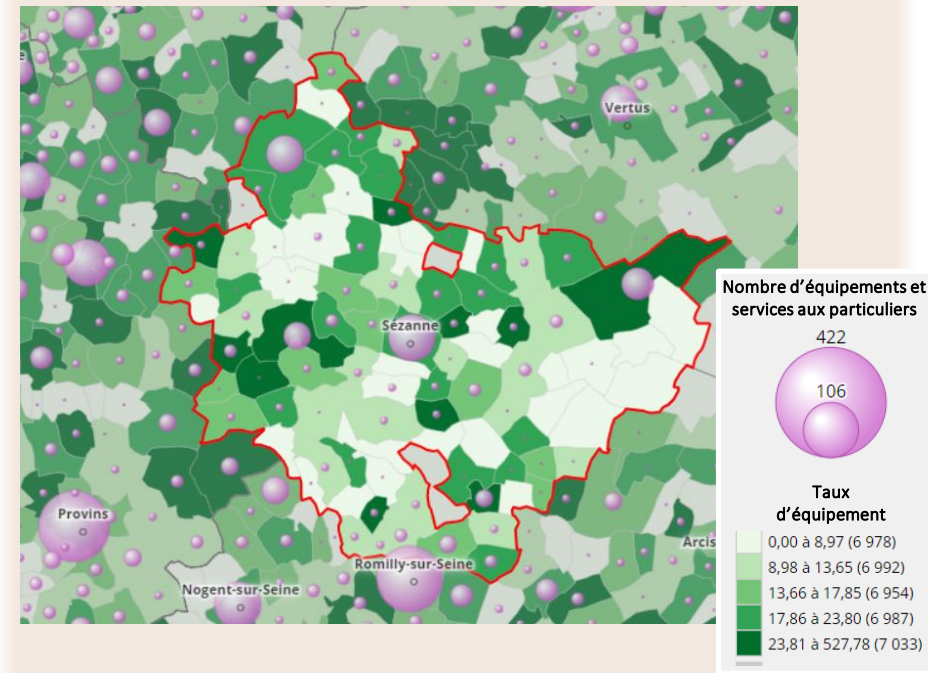 Vertus
Sézanne
Provins
Nogent-sur-Seine
Romilly-sur-Seine
Arcis
Nombre d'équipements et
services aux particuliers
422
106
Taux
d'équipement
0,00 à 8,97 (6 978)
8,98 à 13,65 (6 992)
13,66 à 17,85 (6 954)
17,86 à 23,80 (6 987)
23,81 à 527,78 (7 033)